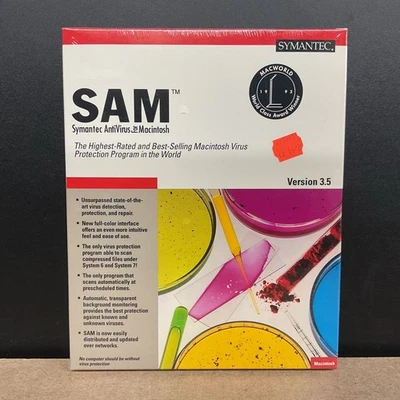 SYMANTEC.
SAM™
Symantec AntiVirus for Macintosh
MACWORLD
1993
World Class Award Winner
The Highest-Rated and Best-Selling Macintosh Virus
Protection Program in the World
Version 3.5
• Unsurpassed state-of-the-
art virus detection,
protection, and repair.
• New full-color interface
offers an even more intuitive
feel and ease of use.
• The only virus protection
program able to scan
compressed files under
System 6 and System 7!
• The only program that
scans automatically at
prescheduled times.
• Automatic, transparent
background monitoring
provides the best protection
against known and
unknown viruses.
• SAM is now easily
distributed and updated
over networks.
No computer should be without
virus protection
Macintosh